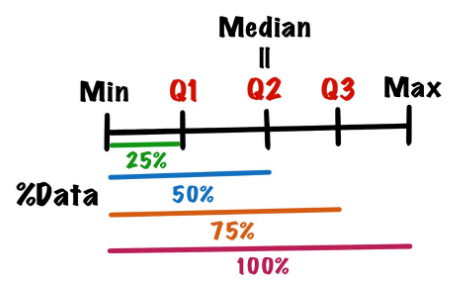 Median
=
Min Q1 Q2 Q3 Max
25%
%Data 50%
75%
100%